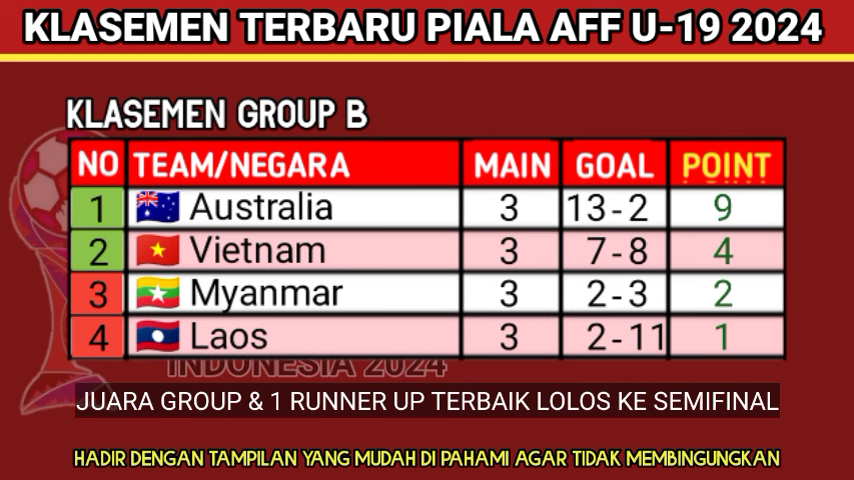 KLASEMEN TERBARU PIALA AFF U-19 2024
KLASEMEN GROUP B
NO TEAM/NEGARA MAIN GOAL POINT
1 Australia 3 13-2 9
2 Vietnam 3 7-8 4
3 Myanmar 3 2-3 2
4 Laos 3 2-11 1
INDONESIA 2024
JUARA GROUP & 1 RUNNER UP TERBAIK LOLOS KE SEMIFINAL
HADIR DENGAN TAMPILAN YANG MUDAH DI PAHAMI AGAR TIDAK MEMBINGUNGKAN